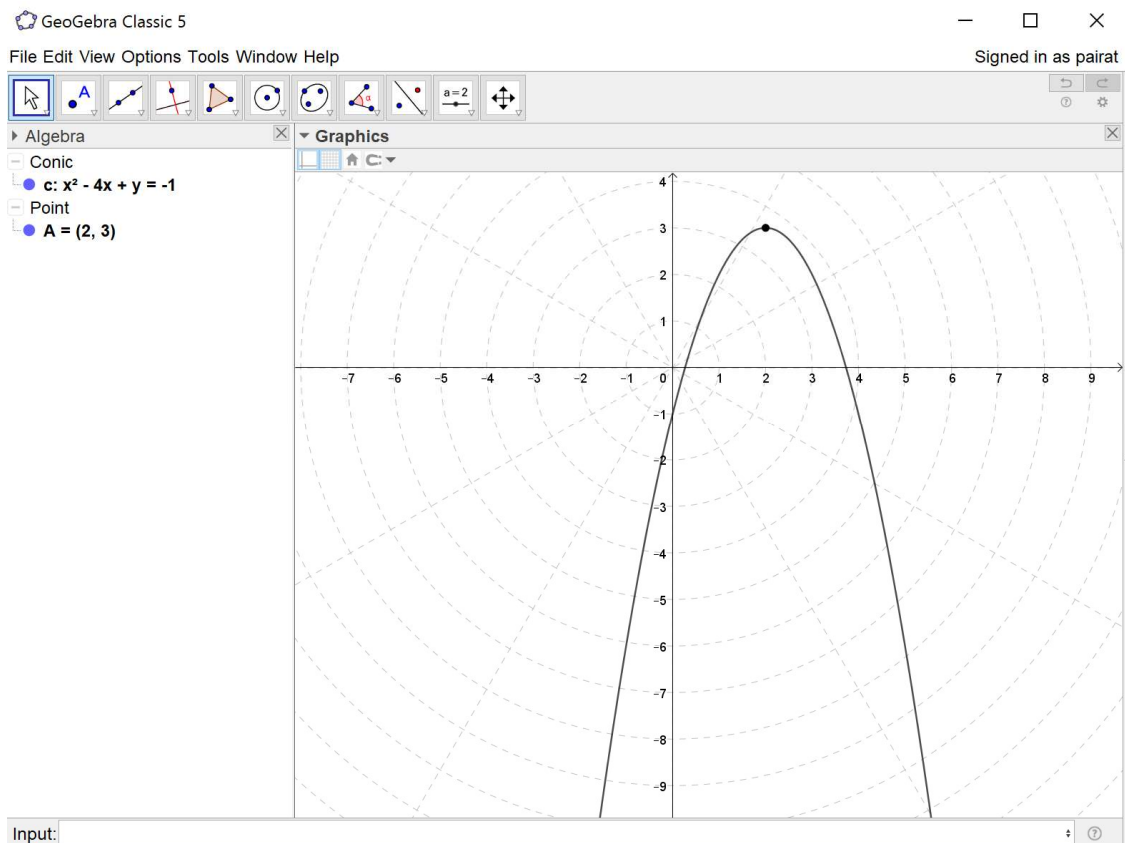 GeoGebra Classic 5
File Edit View Options Tools Window Help
Signed in as pairat
A
α
a=2
Algebra
Graphics
Conic
c: x² - 4x + y = -1
Point
A = (2, 3)
4
3
2
1
−7 −6 −5 −4 −3 −2 −1 0 1 2 3 4 5 6 7 8 9
−1
−2
−3
−4
−5
−6
−7
−8
−9
Input: